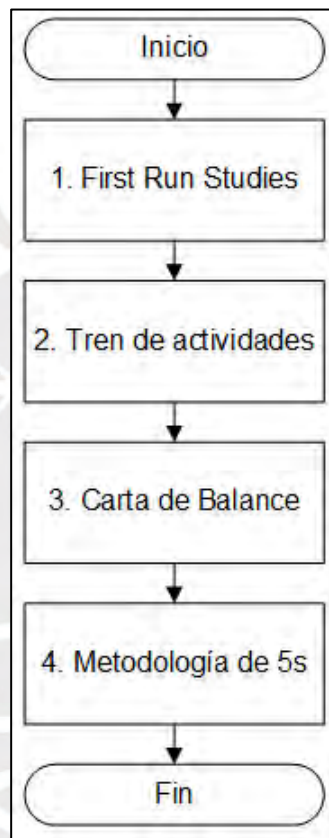 Inicio
1. First Run Studies
2. Tren de actividades
3. Carta de Balance
4. Metodología de 5s
Fin